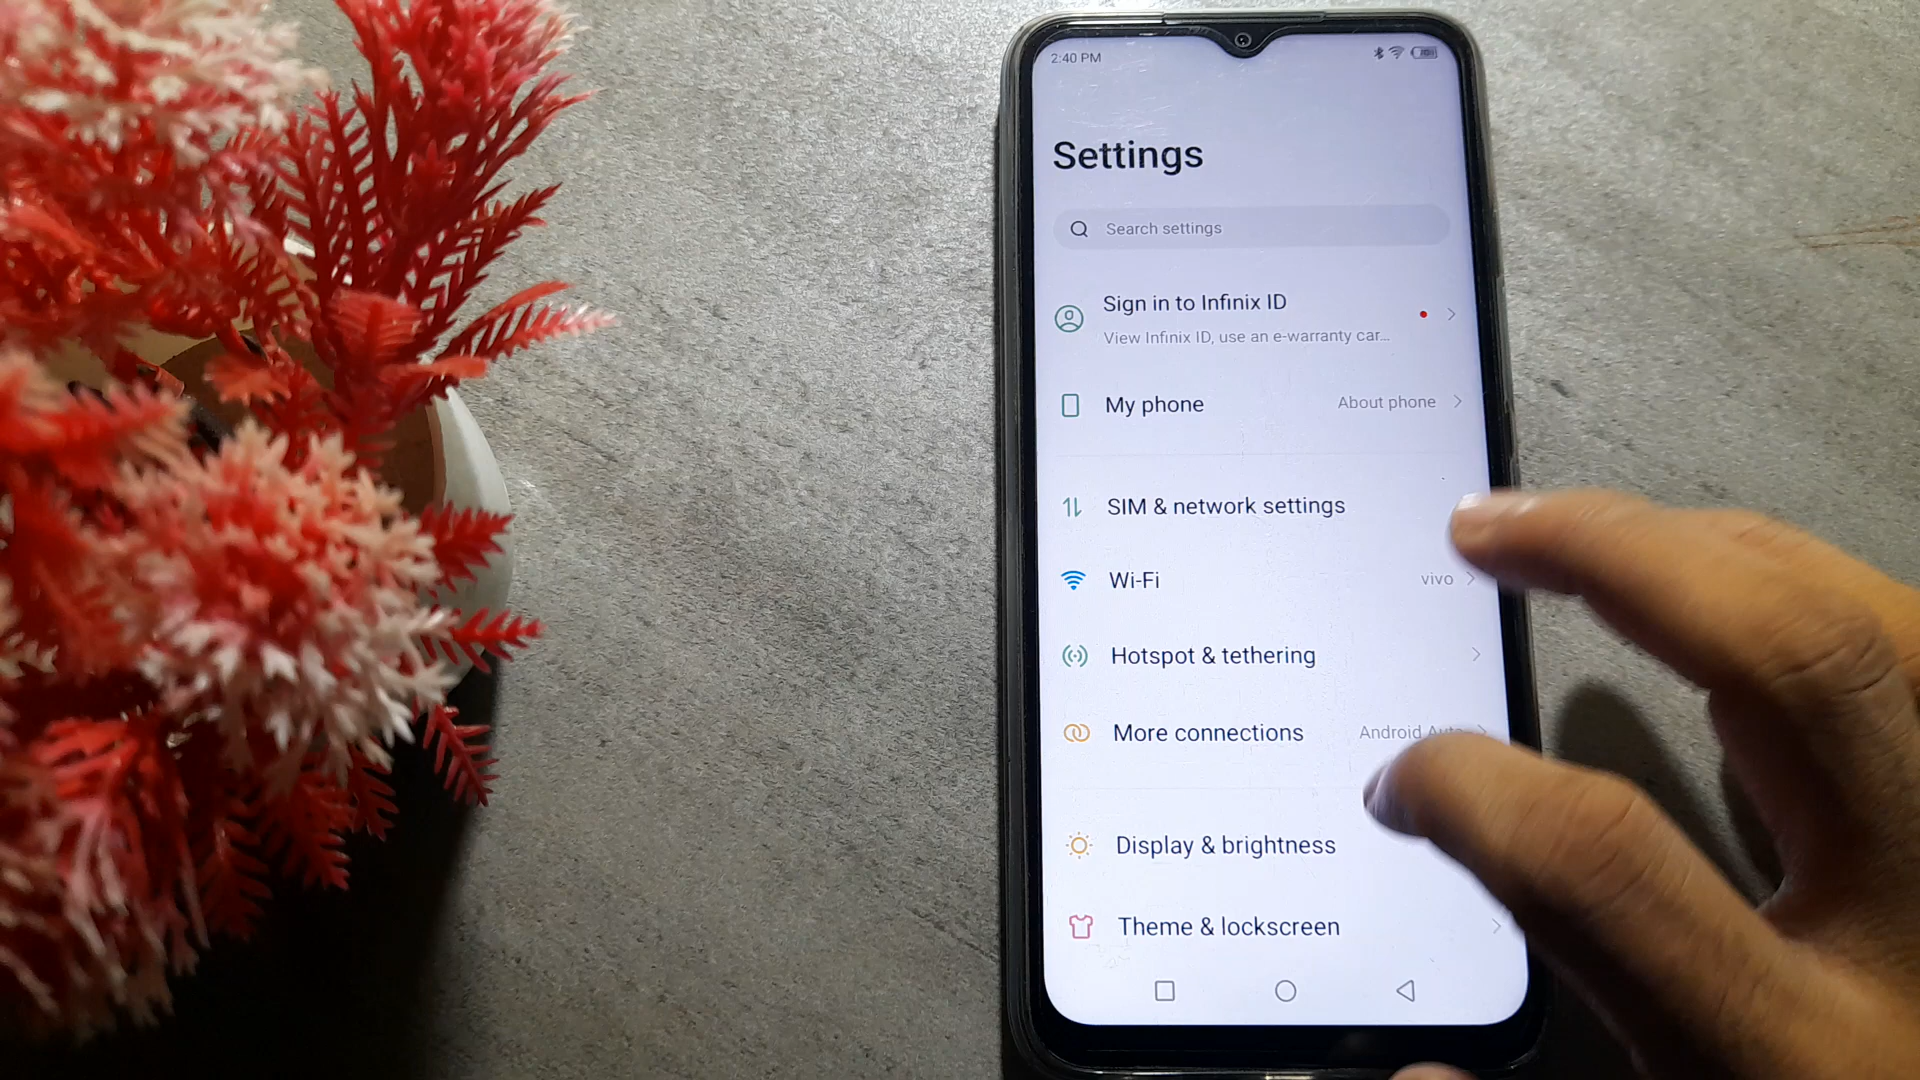 2:40 PM
Settings
Search settings
Sign in to Infinix ID
View Infinix ID, use an e-warranty car...
My phone
About phone
SIM & network settings
Wi-Fi
vivo
Hotspot & tethering
More connections
Android Auto
Display & brightness
Theme & lockscreen